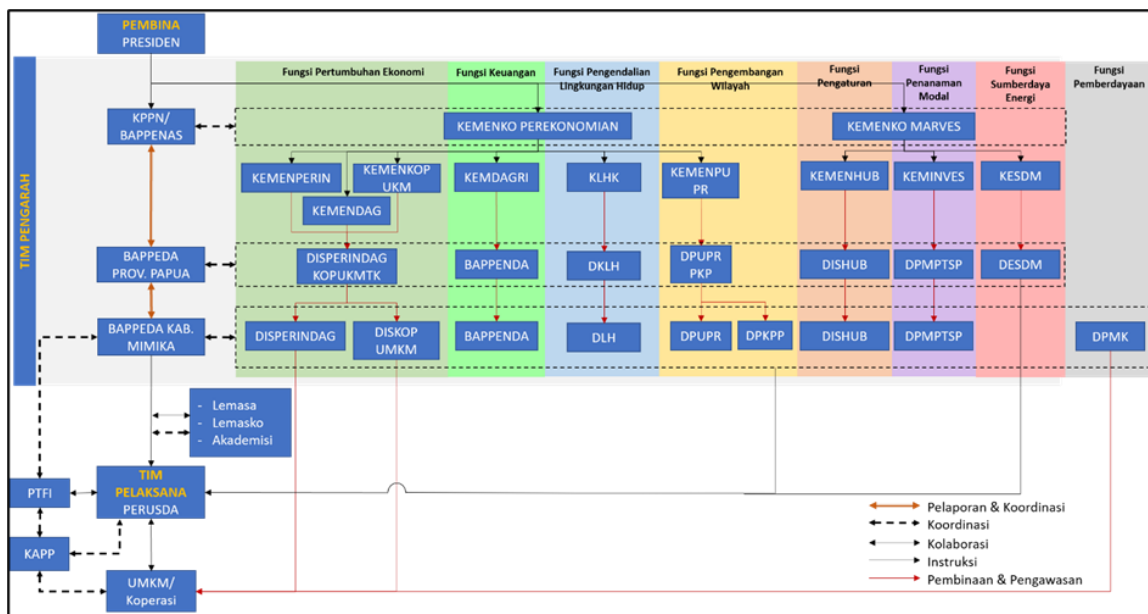 PEMBINA
PRESIDEN
TIM PENGARAH
Fungsi Pertumbuhan Ekonomi
Fungsi Keuangan
Fungsi Pengendalian
Lingkungan Hidup
Fungsi Pengembangan
Wilayah
Fungsi
Pengaturan
Fungsi
Penanaman
Modal
Fungsi
Sumberdaya
Energi
Fungsi
Pemberdayaan
KPPN/
BAPPENAS
KEMENKO PEREKONOMIAN
KEMENKO MARVES
KEMENPERIN
KEMENKOP
UKM
KEMENDAG
KEMDAGRI
KLHK
KEMENPU
PR
KEMENHUB
KEMINVES
KESDM
BAPPEDA
PROV. PAPUA
DISPERINDAG
KOPUKMTK
BAPPENDA
DKLH
DPUPR
PKP
DISHUB
DPMPTSP
DESDM
BAPPEDA KAB.
MIMIKA
DISPERINDAG
DISKOP
UMKM
BAPPENDA
DLH
DPUPR
DPKPP
DISHUB
DPMPTSP
DPMK
- Lemasa
- Lemasko
- Akademisi
PTFI
TIM
PELAKSANA
PERUSDA
KAPP
UMKM/
Koperasi
Pelaporan & Koordinasi
Koordinasi
Kolaborasi
Instruksi
Pembinaan & Pengawasan